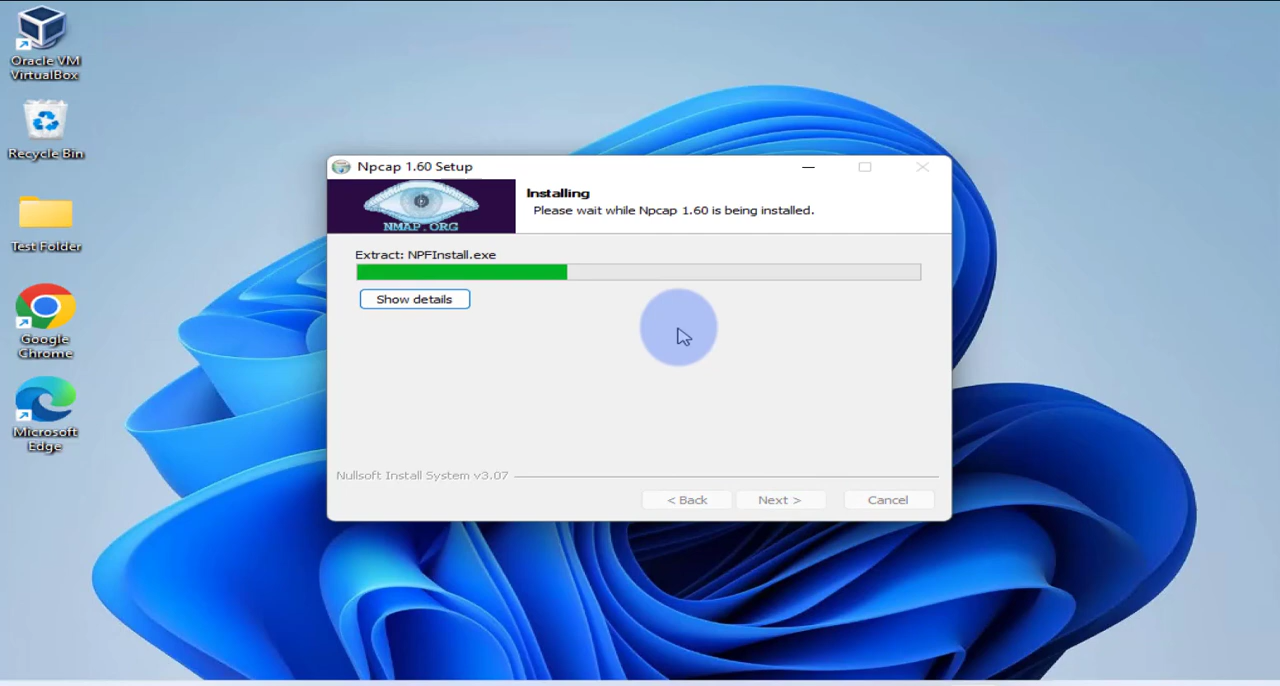 Oracle VM
VirtualBox
Recycle Bin
Test Folder
Google
Chrome
Microsoft
Edge
Npcap 1.60 Setup
NMAP.ORG
Installing
Please wait while Npcap 1.60 is being installed.
Extract: NPFInstall.exe
Show details
Nullsoft Install System v3.07
< Back
Next >
Cancel